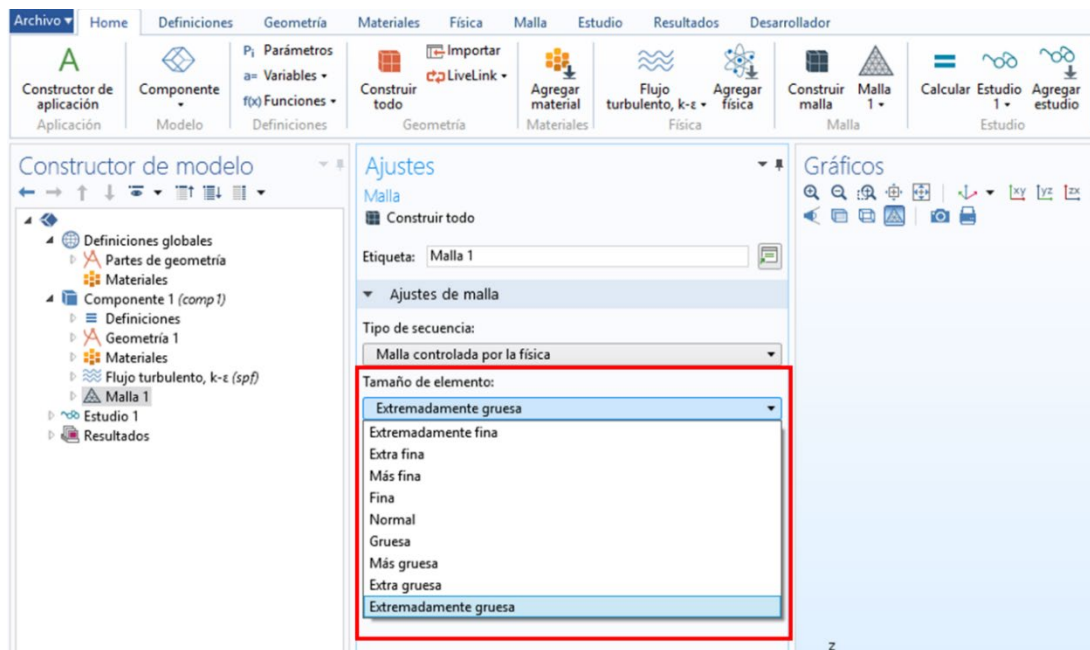 Archivo Home Definiciones Geometría Materiales Física Malla Estudio Resultados Desarrollador
A
Constructor de
aplicación
Aplicación
Componente
Modelo
Pi Parámetros
a= Variables
f(x) Funciones
Definiciones
Construir
todo
Importar
LiveLink
Geometría
Agregar
material
Materiales
Flujo
turbulento, k-ε
Agregar
física
Física
Construir
malla
Malla
1
Malla
Calcular
Estudio
1
Agregar
estudio
Estudio
Constructor de modelo
Definiciones globales
Partes de geometría
Materiales
Componente 1 (comp1)
Definiciones
Geometría 1
Materiales
Flujo turbulento, k-ε (spf)
Malla 1
Estudio 1
Resultados
Ajustes
Malla
Construir todo
Etiqueta: Malla 1
Ajustes de malla
Tipo de secuencia:
Malla controlada por la física
Tamaño de elemento:
Extremadamente gruesa
Extremadamente fina
Extra fina
Más fina
Fina
Normal
Gruesa
Más gruesa
Extra gruesa
Extremadamente gruesa
Gráficos
xy yz zx
z